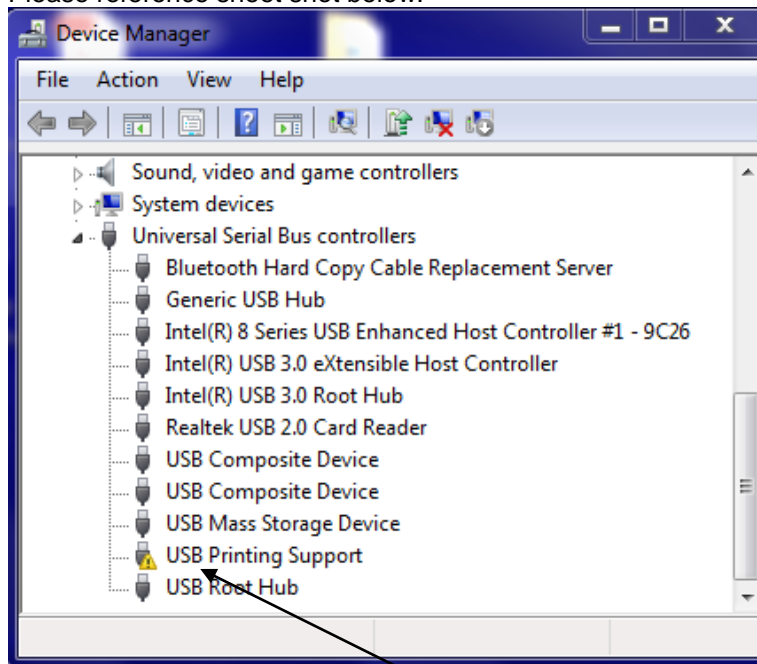 Please reference sheet shot below.
Device Manager
File Action View Help
Sound, video and game controllers
System devices
Universal Serial Bus controllers
Bluetooth Hard Copy Cable Replacement Server
Generic USB Hub
Intel(R) 8 Series USB Enhanced Host Controller #1 - 9C26
Intel(R) USB 3.0 eXtensible Host Controller
Intel(R) USB 3.0 Root Hub
Realtek USB 2.0 Card Reader
USB Composite Device
USB Composite Device
USB Mass Storage Device
USB Printing Support
USB Root Hub